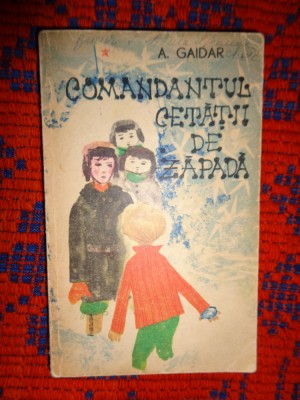 A. GAIDAR
COMANDANTUL
CETĂȚII
DE
ZĂPADĂ